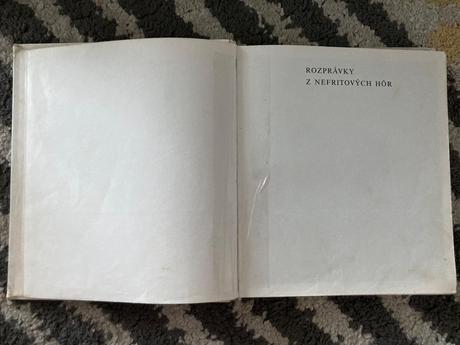 ROZPRÁVKY
Z NEFRITOVÝCH HÔR